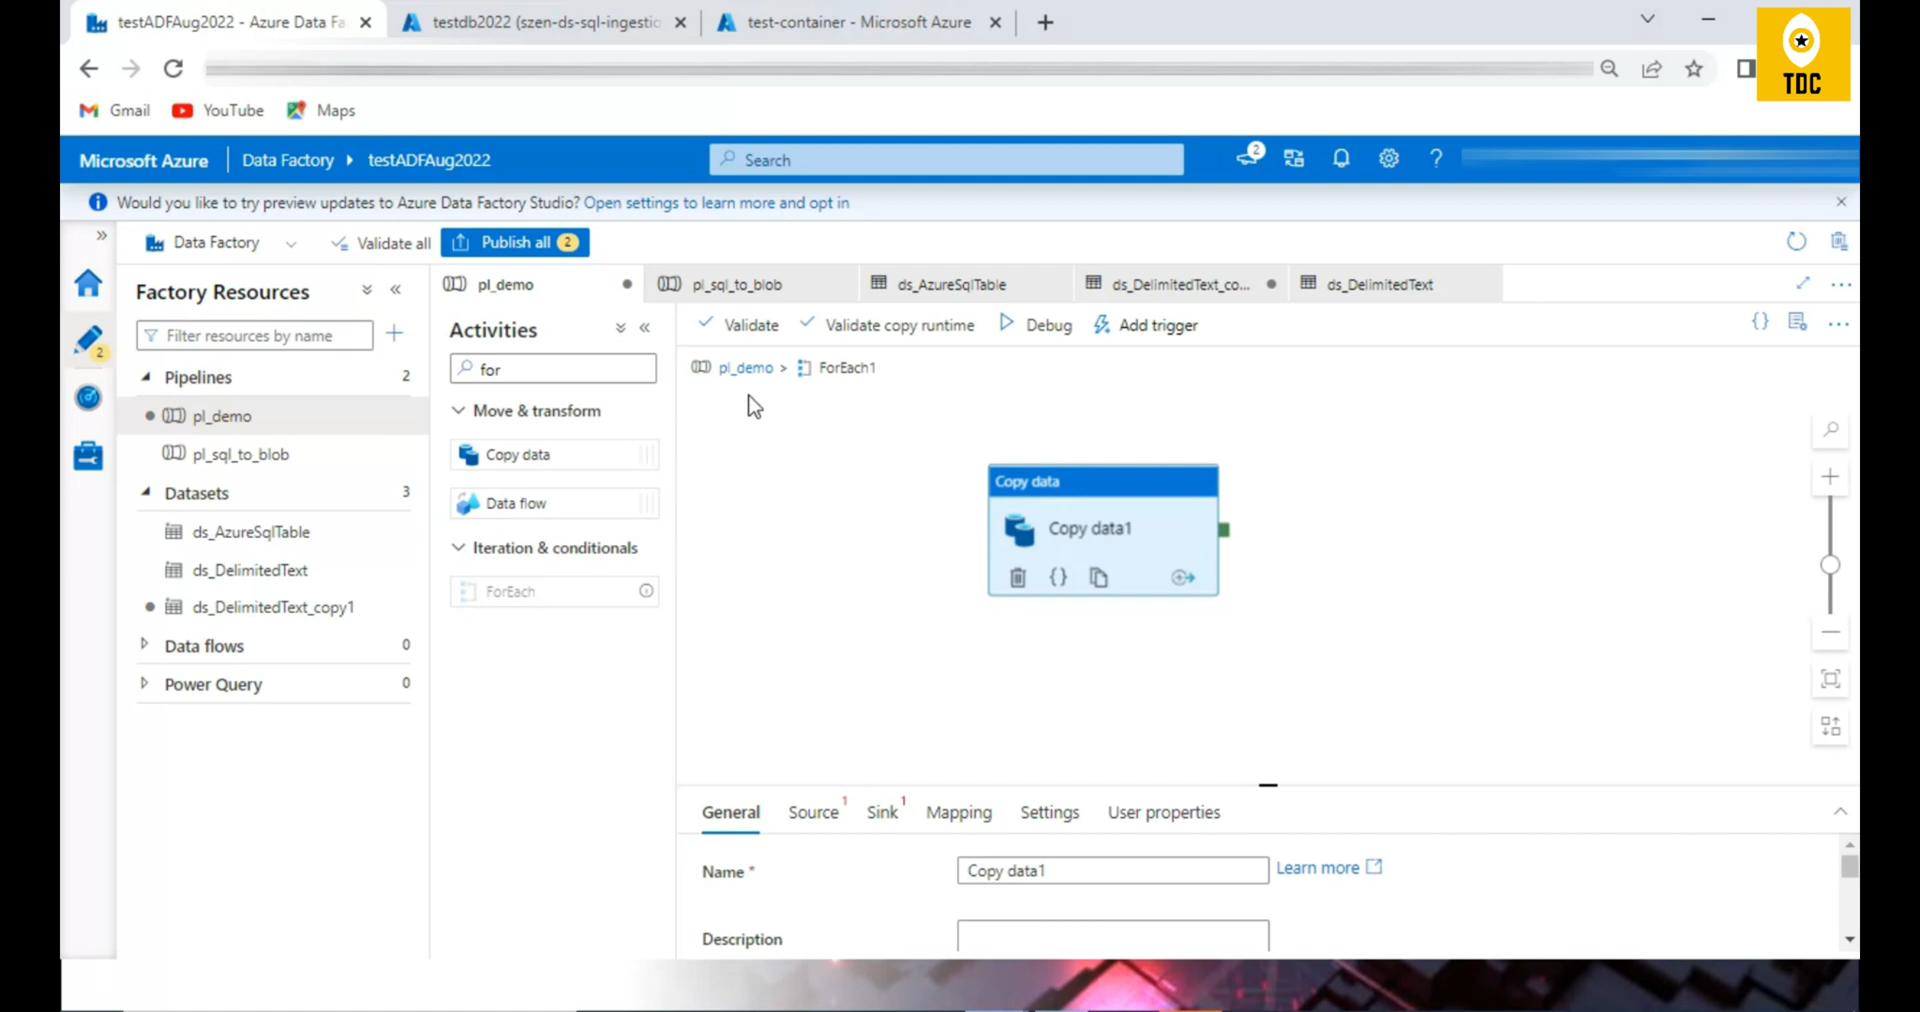 testADFAug2022 - Azure Data Fa
testdb2022 (szen-ds-sql-ingestio
test-container - Microsoft Azure
TDC
Gmail
YouTube
Maps
Microsoft Azure
Data Factory
testADFAug2022
Search
2
?
Would you like to try preview updates to Azure Data Factory Studio? Open settings to learn more and opt in
Data Factory
Validate all
Publish all 2
Factory Resources
pl_demo
pl_sql_to_blob
ds_AzureSqlTable
ds_DelimitedText_co...
ds_DelimitedText
Filter resources by name
2
Activities
Validate
Validate copy runtime
Debug
Add trigger
Pipelines 2
for
pl_demo > ForEach1
pl_demo
pl_sql_to_blob
Datasets 3
ds_AzureSqlTable
ds_DelimitedText
ds_DelimitedText_copy1
Data flows 0
Power Query 0
Move & transform
Copy data
Data flow
Iteration & conditionals
ForEach
Copy data
Copy data1
General
Source 1
Sink 1
Mapping
Settings
User properties
Name *
Copy data1
Learn more
Description